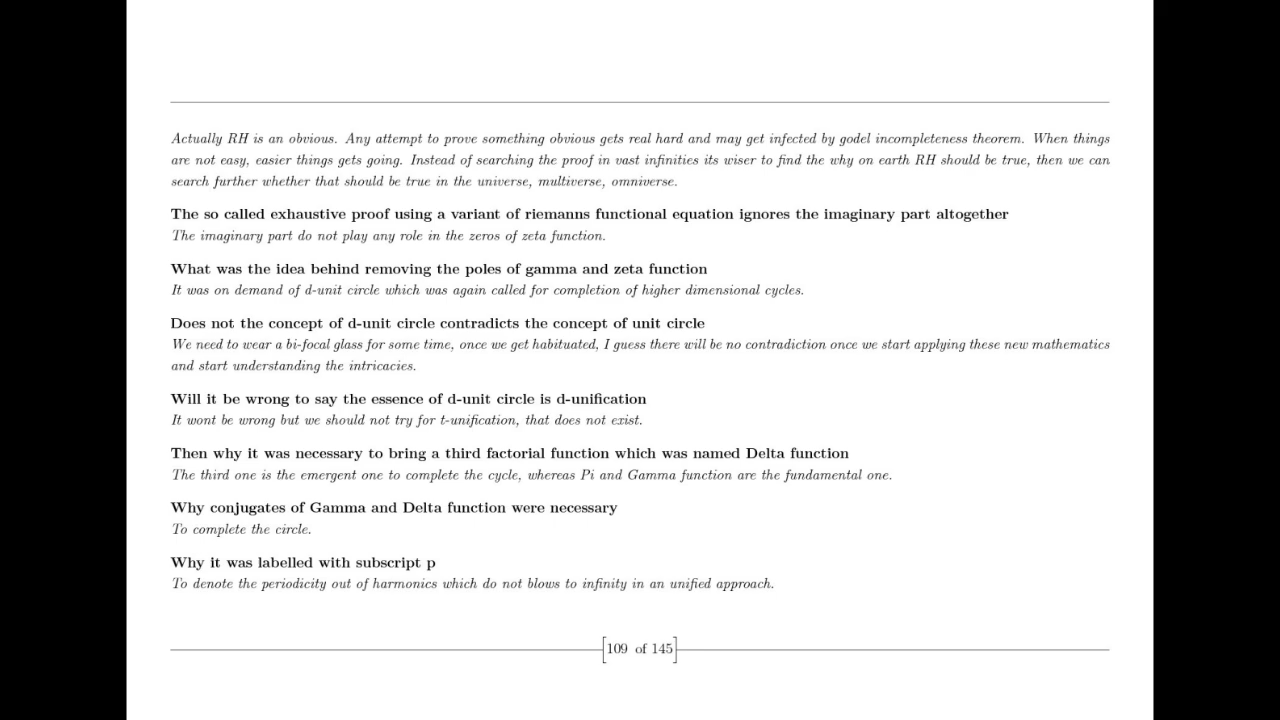 Actually RH is an obvious. Any attempt to prove something obvious gets real hard and may get infected by godel incompleteness theorem. When things
are not easy, easier things gets going. Instead of searching the proof in vast infinities its wiser to find the why on earth RH should be true, then we can
search further whether that should be true in the universe, multiverse, omniverse.
The so called exhaustive proof using a variant of riemanns functional equation ignores the imaginary part altogether
The imaginary part do not play any role in the zeros of zeta function.
What was the idea behind removing the poles of gamma and zeta function
It was on demand of d-unit circle which was again called for completion of higher dimensional cycles.
Does not the concept of d-unit circle contradicts the concept of unit circle
We need to wear a bi-focal glass for some time, once we get habituated, I guess there will be no contradiction once we start applying these new mathematics
and start understanding the intricacies.
Will it be wrong to say the essence of d-unit circle is d-unification
It wont be wrong but we should not try for t-unification, that does not exist.
Then why it was necessary to bring a third factorial function which was named Delta function
The third one is the emergent one to complete the cycle, whereas Pi and Gamma function are the fundamental one.
Why conjugates of Gamma and Delta function were necessary
To complete the circle.
Why it was labelled with subscript p
To denote the periodicity out of harmonics which do not blows to infinity in an unified approach.
[109 of 145]